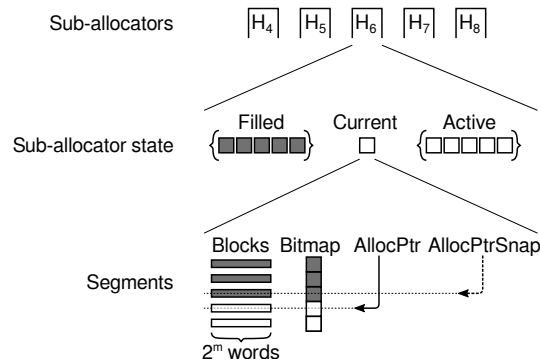 Sub-allocators H4 H5 H6 H7 H8
Filled Current Active
Sub-allocator state { } { }
Blocks Bitmap AllocPtr AllocPtrSnap
Segments
2^m words